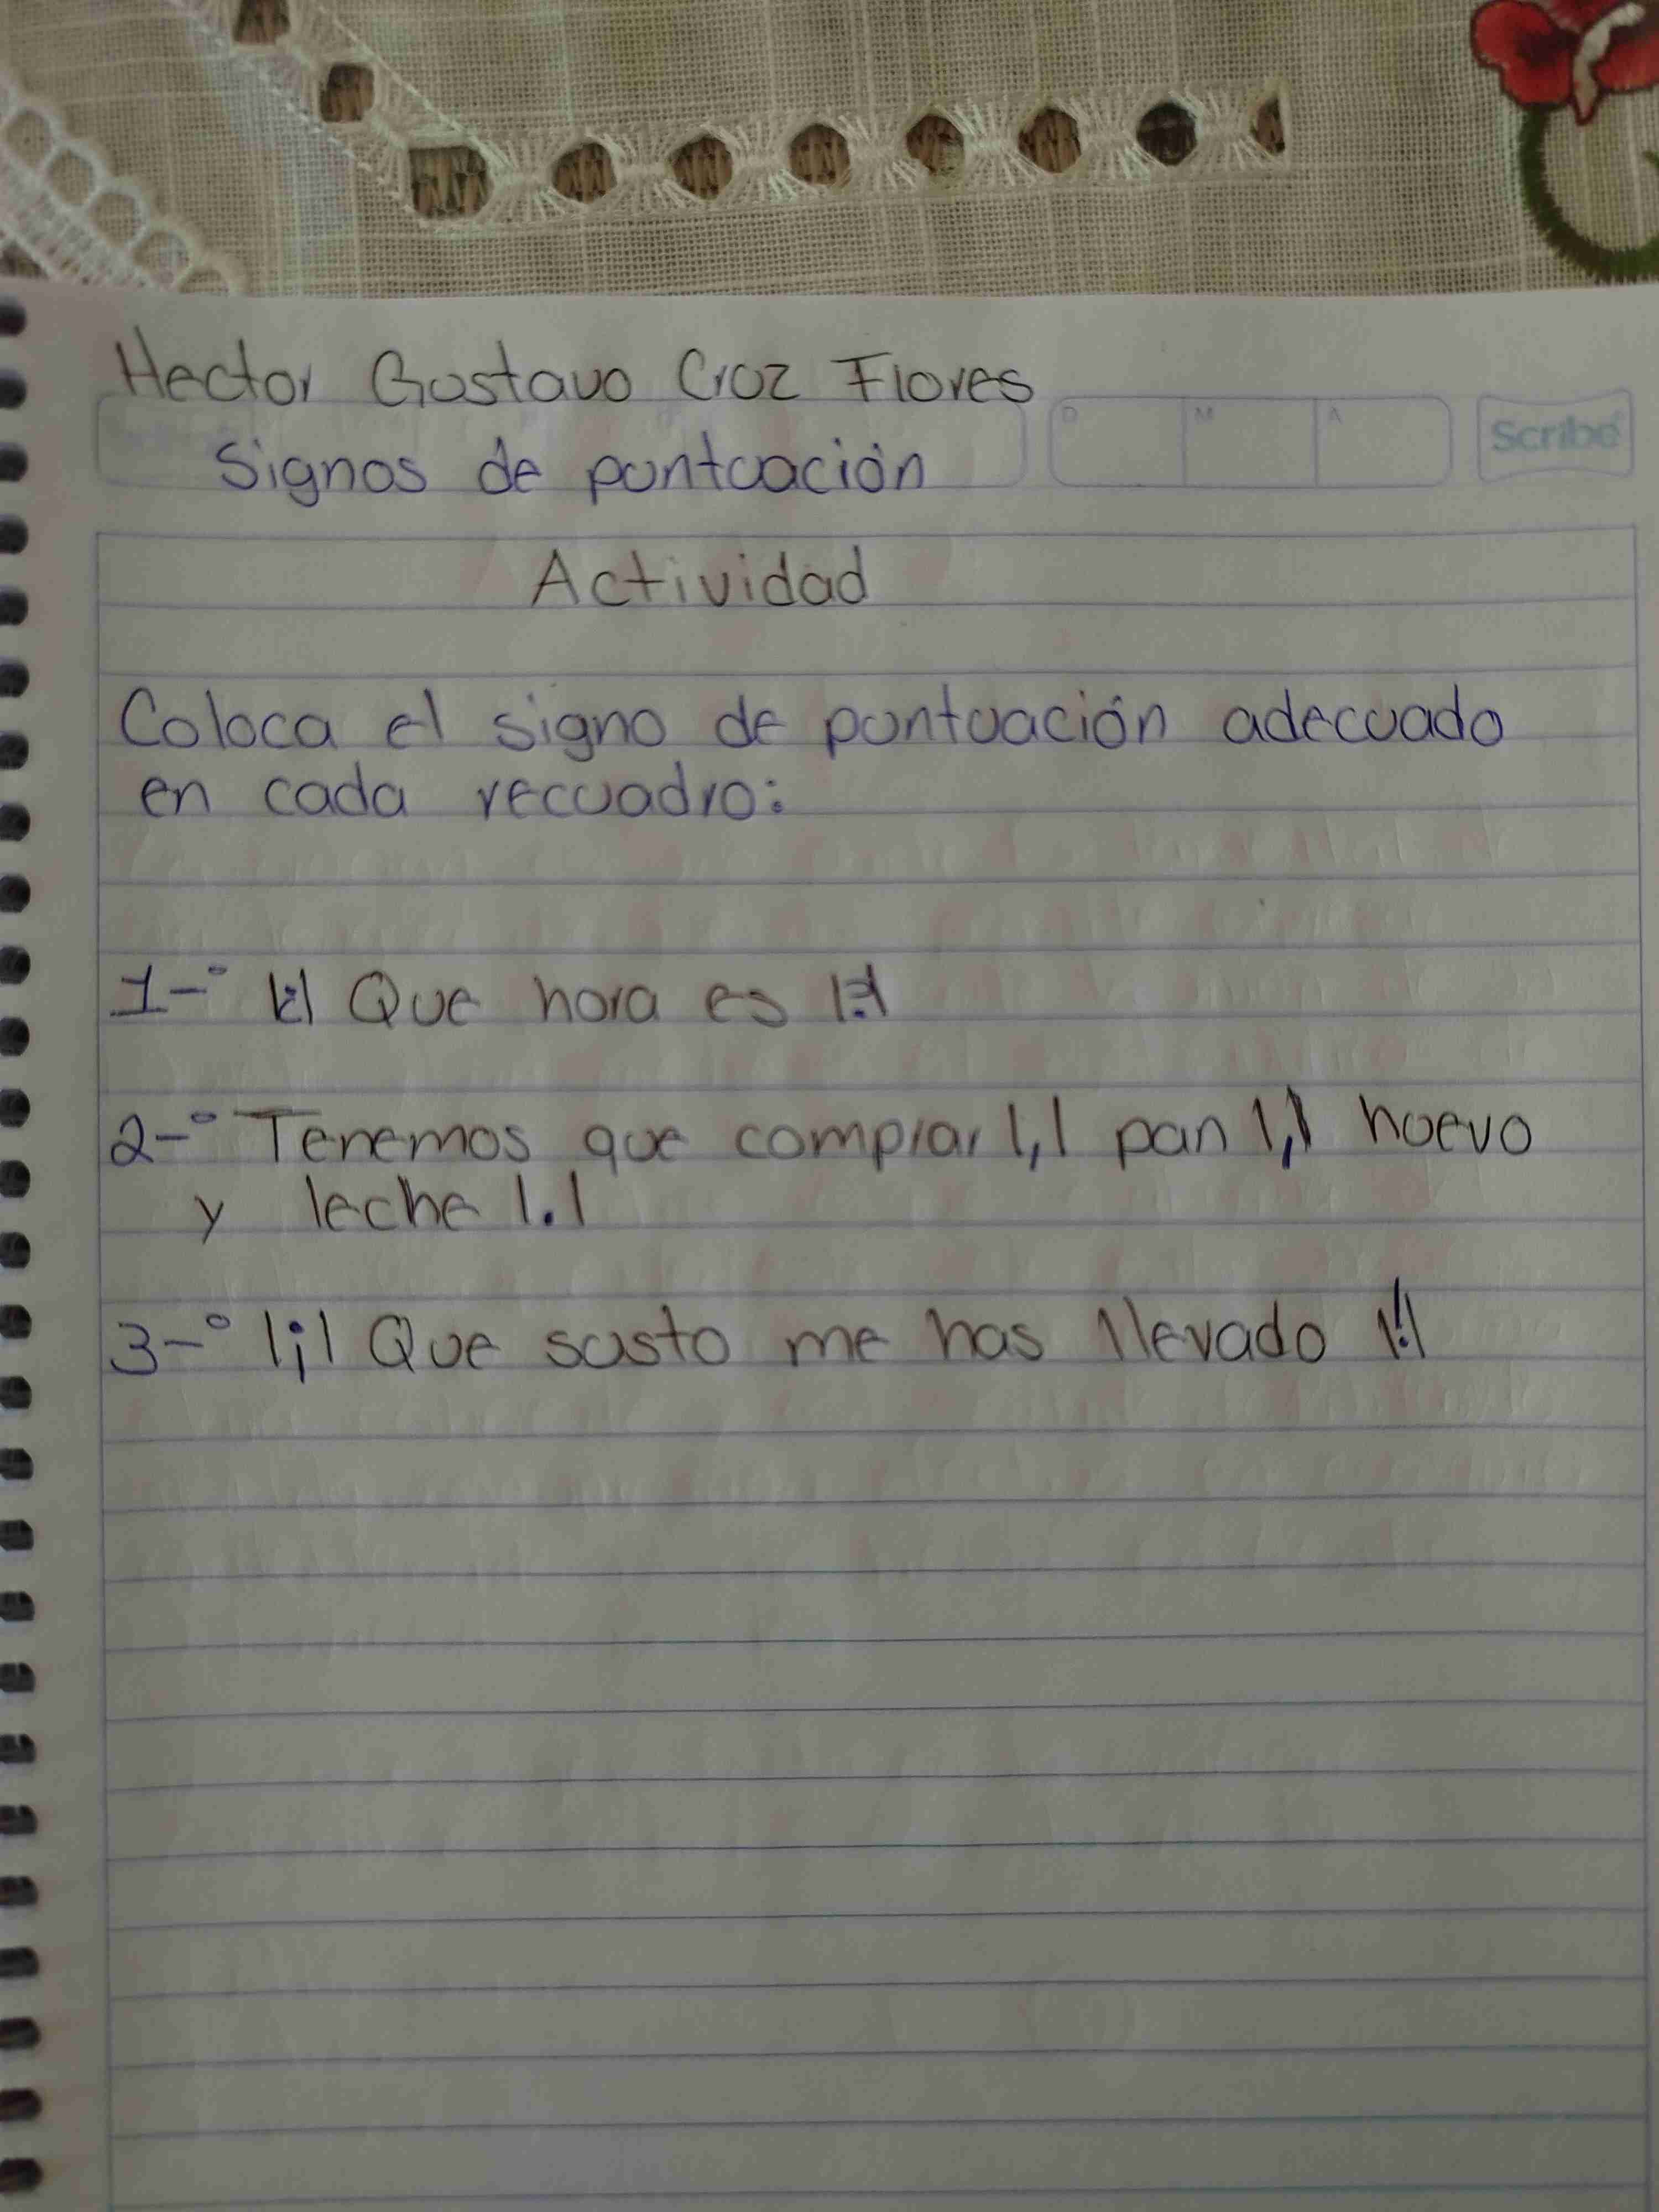 Hector Gustavo Cruz Flores
D M A Scribe
Signos de puntuación
Actividad
Coloca el signo de puntuación adecuado
en cada recuadro:
1-° |¿| Que hora es |?|
2-° Tenemos que comprar |,| pan |,| huevo
y leche |.|
3-° |¡| Que susto me has llevado |!|